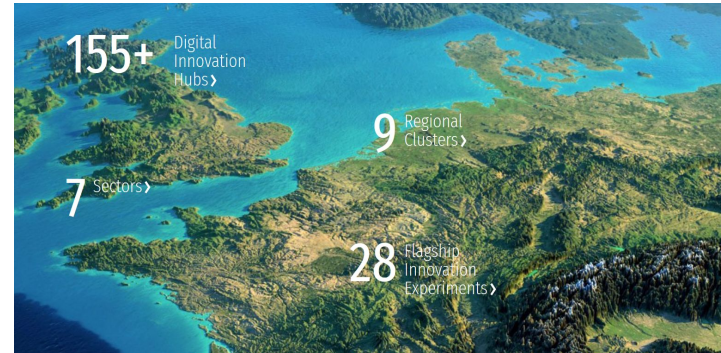 155+
Digital
Innovation
Hubs ›
9
Regional
Clusters ›
7
Sectors ›
28
Flagship
Innovation
Experiments ›